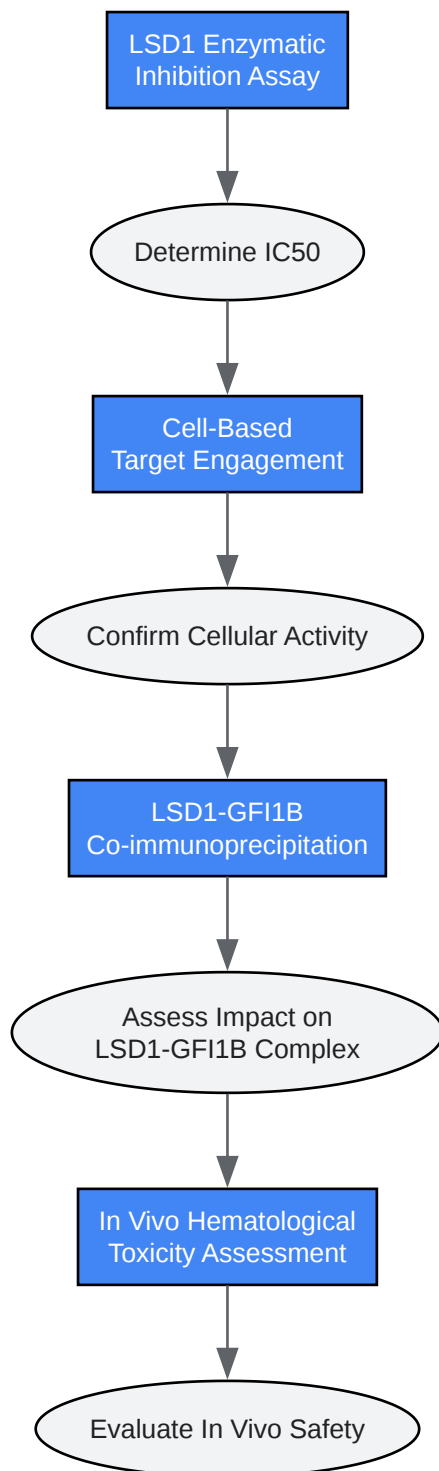 LSD1 Enzymatic
Inhibition Assay
Determine IC50
Cell-Based
Target Engagement
Confirm Cellular Activity
LSD1-GFI1B
Co-immunoprecipitation
Assess Impact on
LSD1-GFI1B Complex
In Vivo Hematological
Toxicity Assessment
Evaluate In Vivo Safety